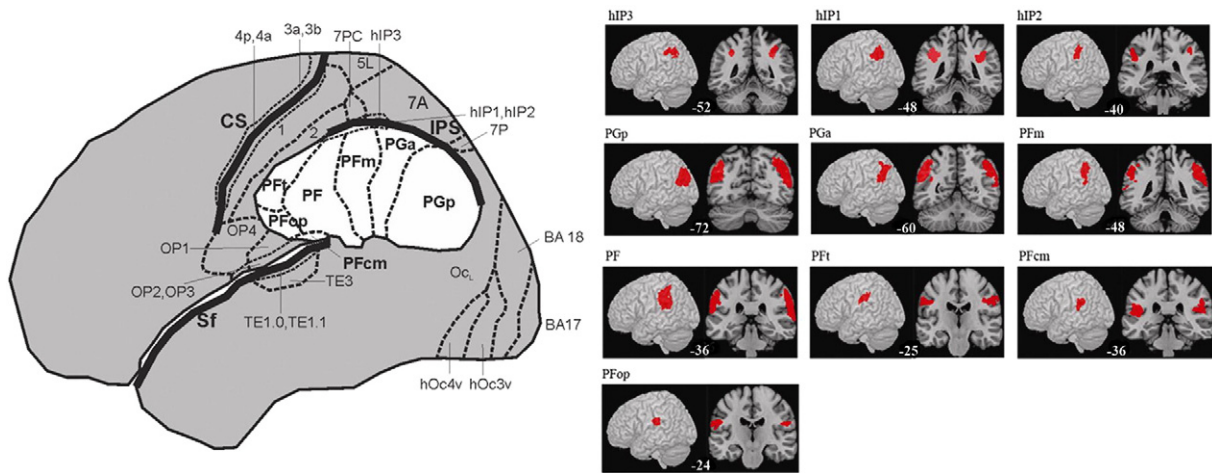 3a,3b
4p,4a
7PC
hIP3
5L
7A
CS
hIP1,hIP2
1
2
IPS
7P
PGa
PFm
PFt
PF
PGp
PFop
OP4
OP1
BA 18
PFcm
Oc
L
OP2,OP3
TE3
Sf
TE1.0,TE1.1
BA17
hOc4v
hOc3v
hIP3
-52
hIP1
-48
hIP2
-40
PGp
-72
PGa
-60
PFm
-48
PF
-36
PFt
-25
PFcm
-36
PFop
-24